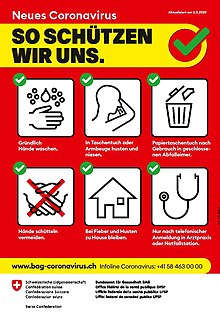 Neues Coronavirus
Aktualisiert am 2.3.2020
SO SCHÜTZEN
WIR UNS.
Gründlich
Hände waschen.
In Taschentuch oder
Armbeuge husten und
niesen.
Papiertaschentuch nach
Gebrauch in geschlosse-
nen Abfalleimer.
Hände schütteln
vermeiden.
Bei Fieber und Husten
zu Hause bleiben.
Nur nach telefonischer
Anmeldung in Arztpraxis
oder Notfallstation.
www.bag-coronavirus.ch Infoline Coronavirus: +41 58 463 00 00
Schweizerische Eidgenossenschaft
Confédération suisse
Confederazione Svizzera
Confederaziun svizra
Swiss Confederation
Bundesamt für Gesundheit BAG
Office fédéral de la santé publique OFSP
Ufficio federale della sanità pubblica UFSP
Uffizi federal da sanadad publica UFSP